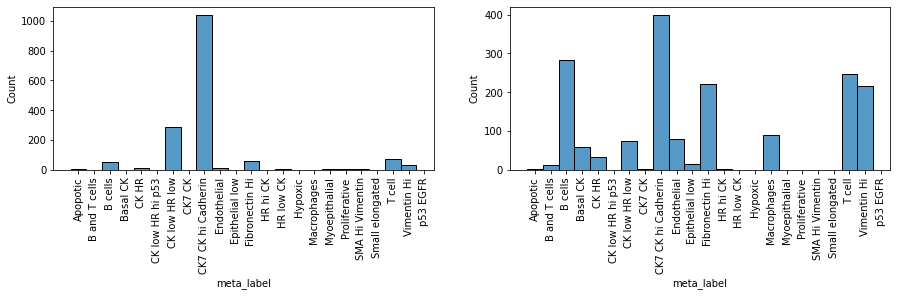 Count
1000
800
600
400
200
0
Apopotic
B and T cells
B cells
Basal CK
CK HR
CK low HR hi p53
CK low HR low
CK7 CK
CK7 CK hi Cadherin
Endothelial
Epithelial low
Fibronectin Hi
HR hi CK
HR low CK
Hypoxic
Macrophages
Myoepithalial
Proliferative
SMA Hi Vimentin
Small elongated
T cell
Vimentin Hi
p53 EGFR
meta_label
Count
400
300
200
100
0
Apopotic
B and T cells
B cells
Basal CK
CK HR
CK low HR hi p53
CK low HR low
CK7 CK
CK7 CK hi Cadherin
Endothelial
Epithelial low
Fibronectin Hi
HR hi CK
HR low CK
Hypoxic
Macrophages
Myoepithalial
Proliferative
SMA Hi Vimentin
Small elongated
T cell
Vimentin Hi
p53 EGFR
meta_label